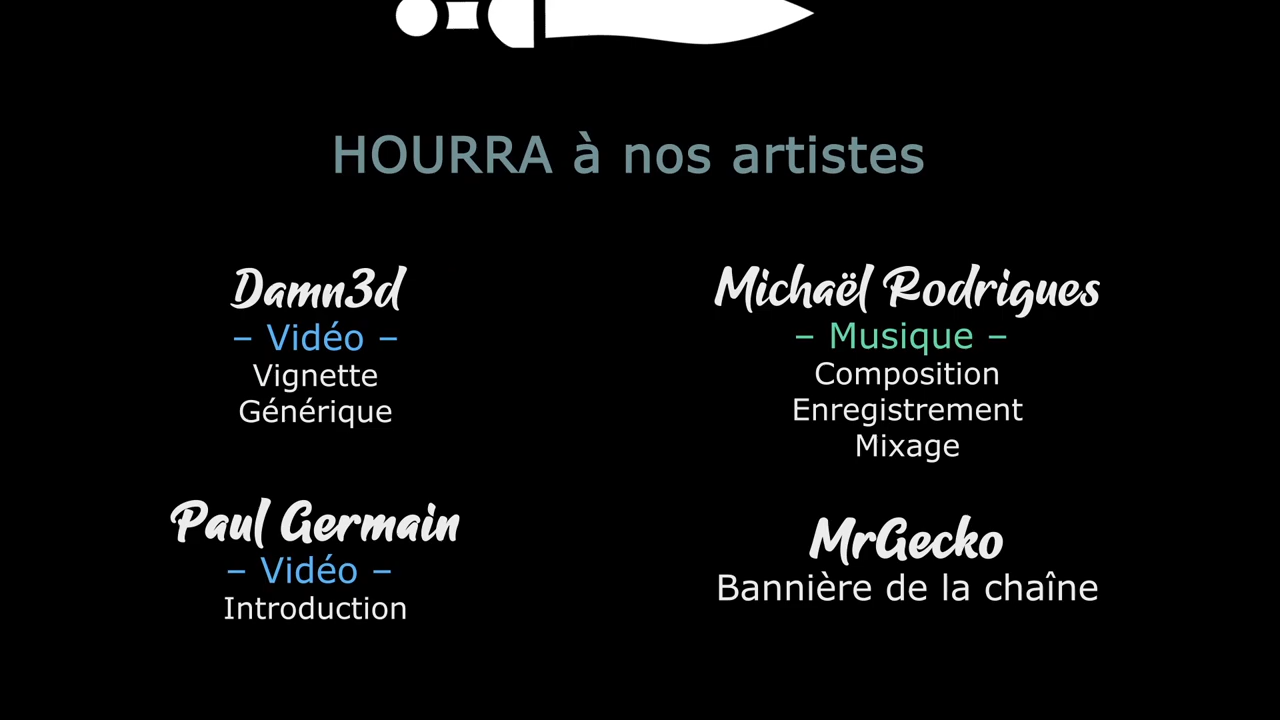 HOURRA à nos artistes
Damn3d
– Vidéo –
Vignette
Générique
Michaël Rodrigues
– Musique –
Composition
Enregistrement
Mixage
Paul Germain
– Vidéo –
Introduction
MrGecko
Bannière de la chaîne